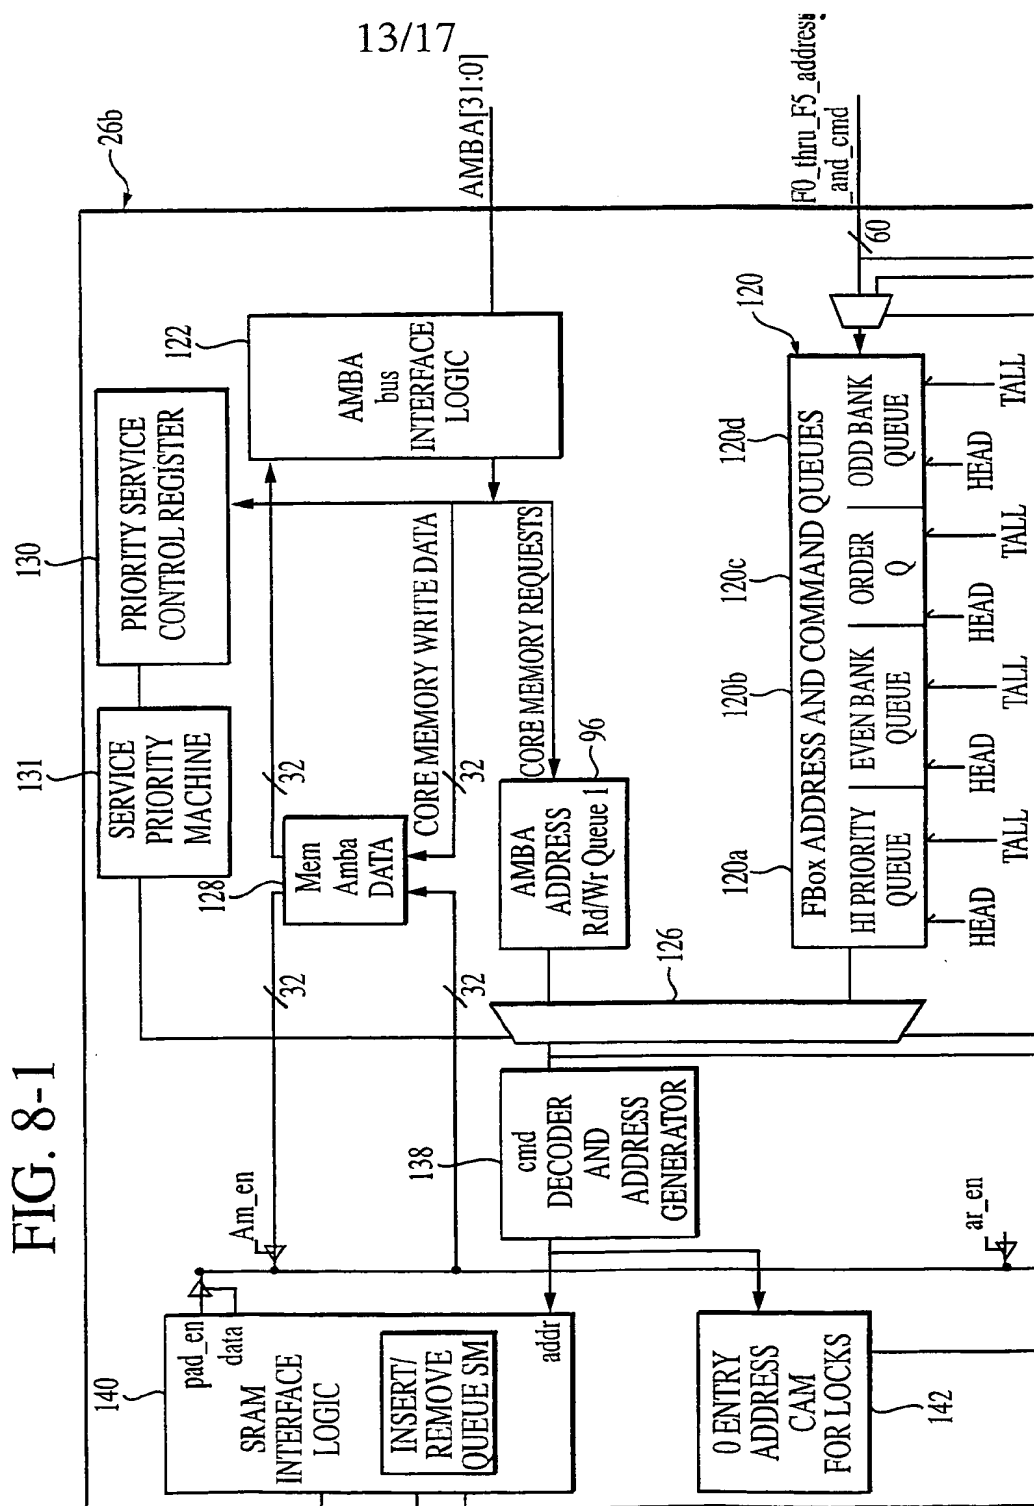 13/17
FIG. 8-1
26b
AMBA[31:0]
F0_thru_F5_address
_and_cmd
60
122
AMBA
bus
INTERFACE
LOGIC
130
PRIORITY SERVICE
CONTROL REGISTER
131
SERVICE
PRIORITY
MACHINE
32
CORE MEMORY WRITE DATA
32
CORE MEMORY REQUESTS
128
Mem
Amba
DATA
96
AMBA
ADDRESS
Rd/Wr Queue 1
32
32
126
120
120a
120b
120c
120d
FBox ADDRESS AND COMMAND QUEUES
HI PRIORITY
QUEUE
EVEN BANK
QUEUE
ORDER
Q
ODD BANK
QUEUE
HEAD
TALL
HEAD
TALL
HEAD
TALL
HEAD
TALL
138
cmd
DECODER
AND
ADDRESS
GENERATOR
Am_en
ar_en
140
pad_en
data
SRAM
INTERFACE
LOGIC
INSERT/
REMOVE
QUEUE SM
addr
0 ENTRY
ADDRESS
CAM
FOR LOCKS
142